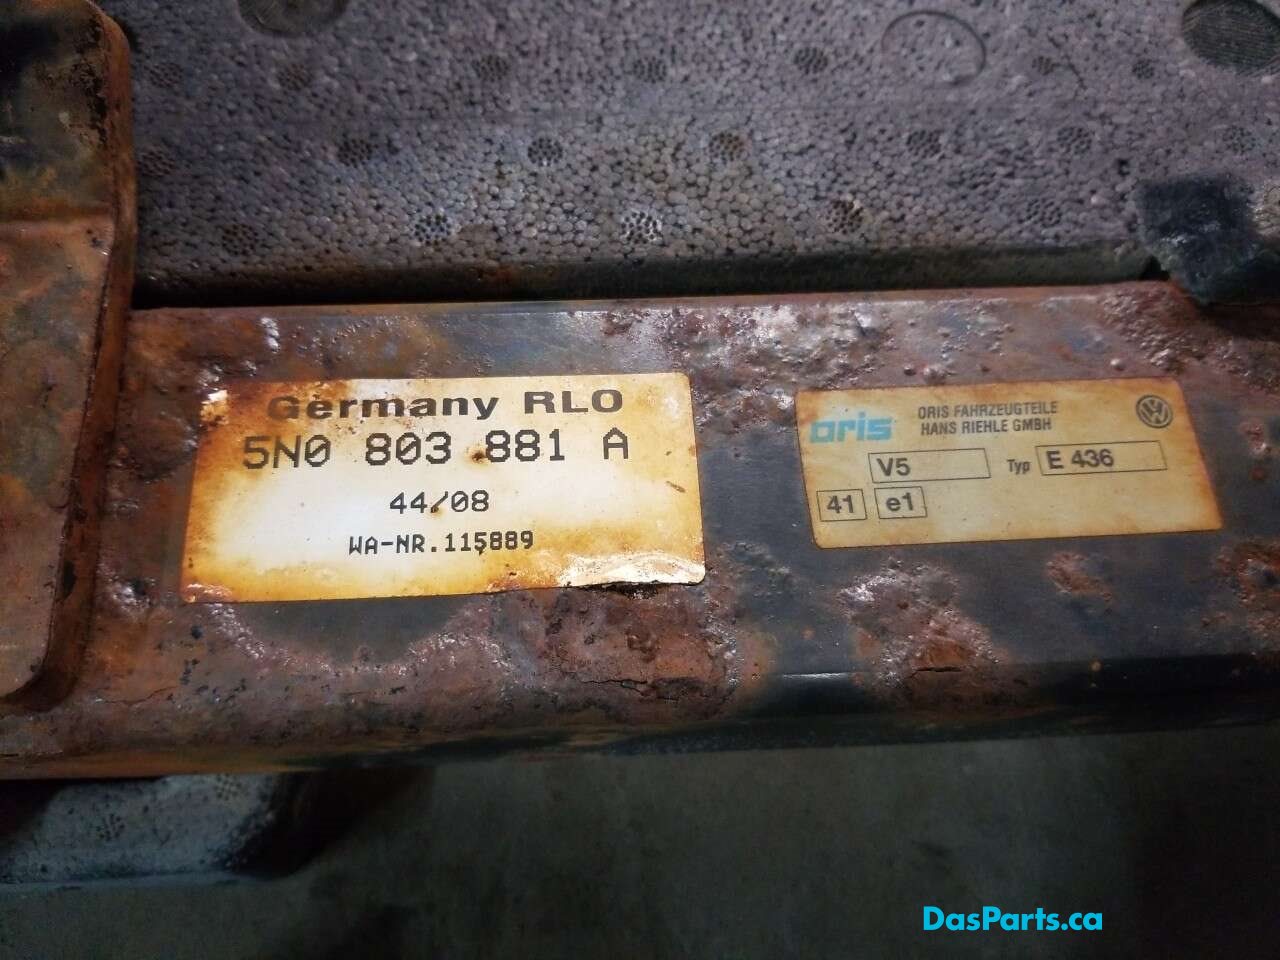 Germany RLO
5N0 803 881 A
44/08
WA-NR.115889
oris
ORIS FAHRZEUGTEILE
HANS RIEHLE GMBH
V5
Typ E 436
41 e1
DasParts.ca